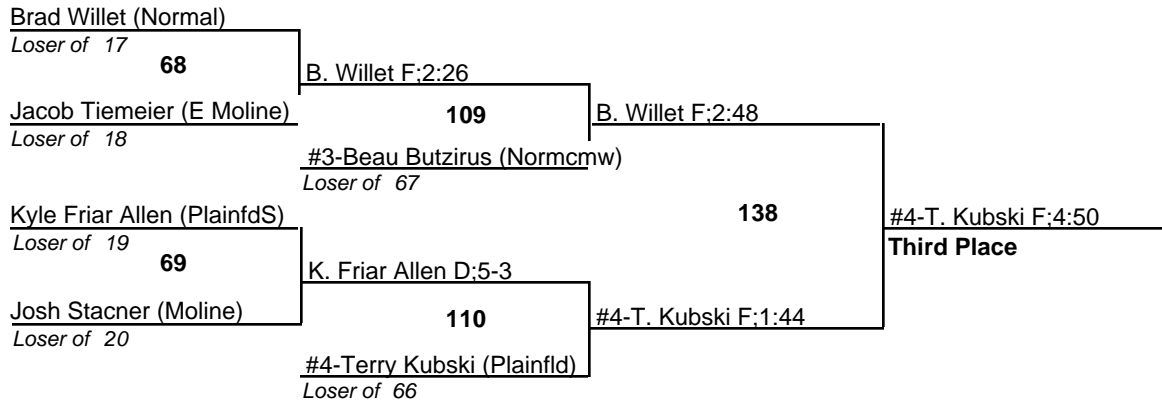 Brad Willet (Normal)
Loser of 17
68
B. Willet F;2:26
Jacob Tiemeier (E Moline)
Loser of 18
109
B. Willet F;2:48
#3-Beau Butzirus (Normcmw)
Loser of 67
Kyle Friar Allen (PlainfdS)
Loser of 19
138
#4-T. Kubski F;4:50
Third Place
69
K. Friar Allen D;5-3
Josh Stacner (Moline)
Loser of 20
110
#4-T. Kubski F;1:44
#4-Terry Kubski (Plainfld)
Loser of 66